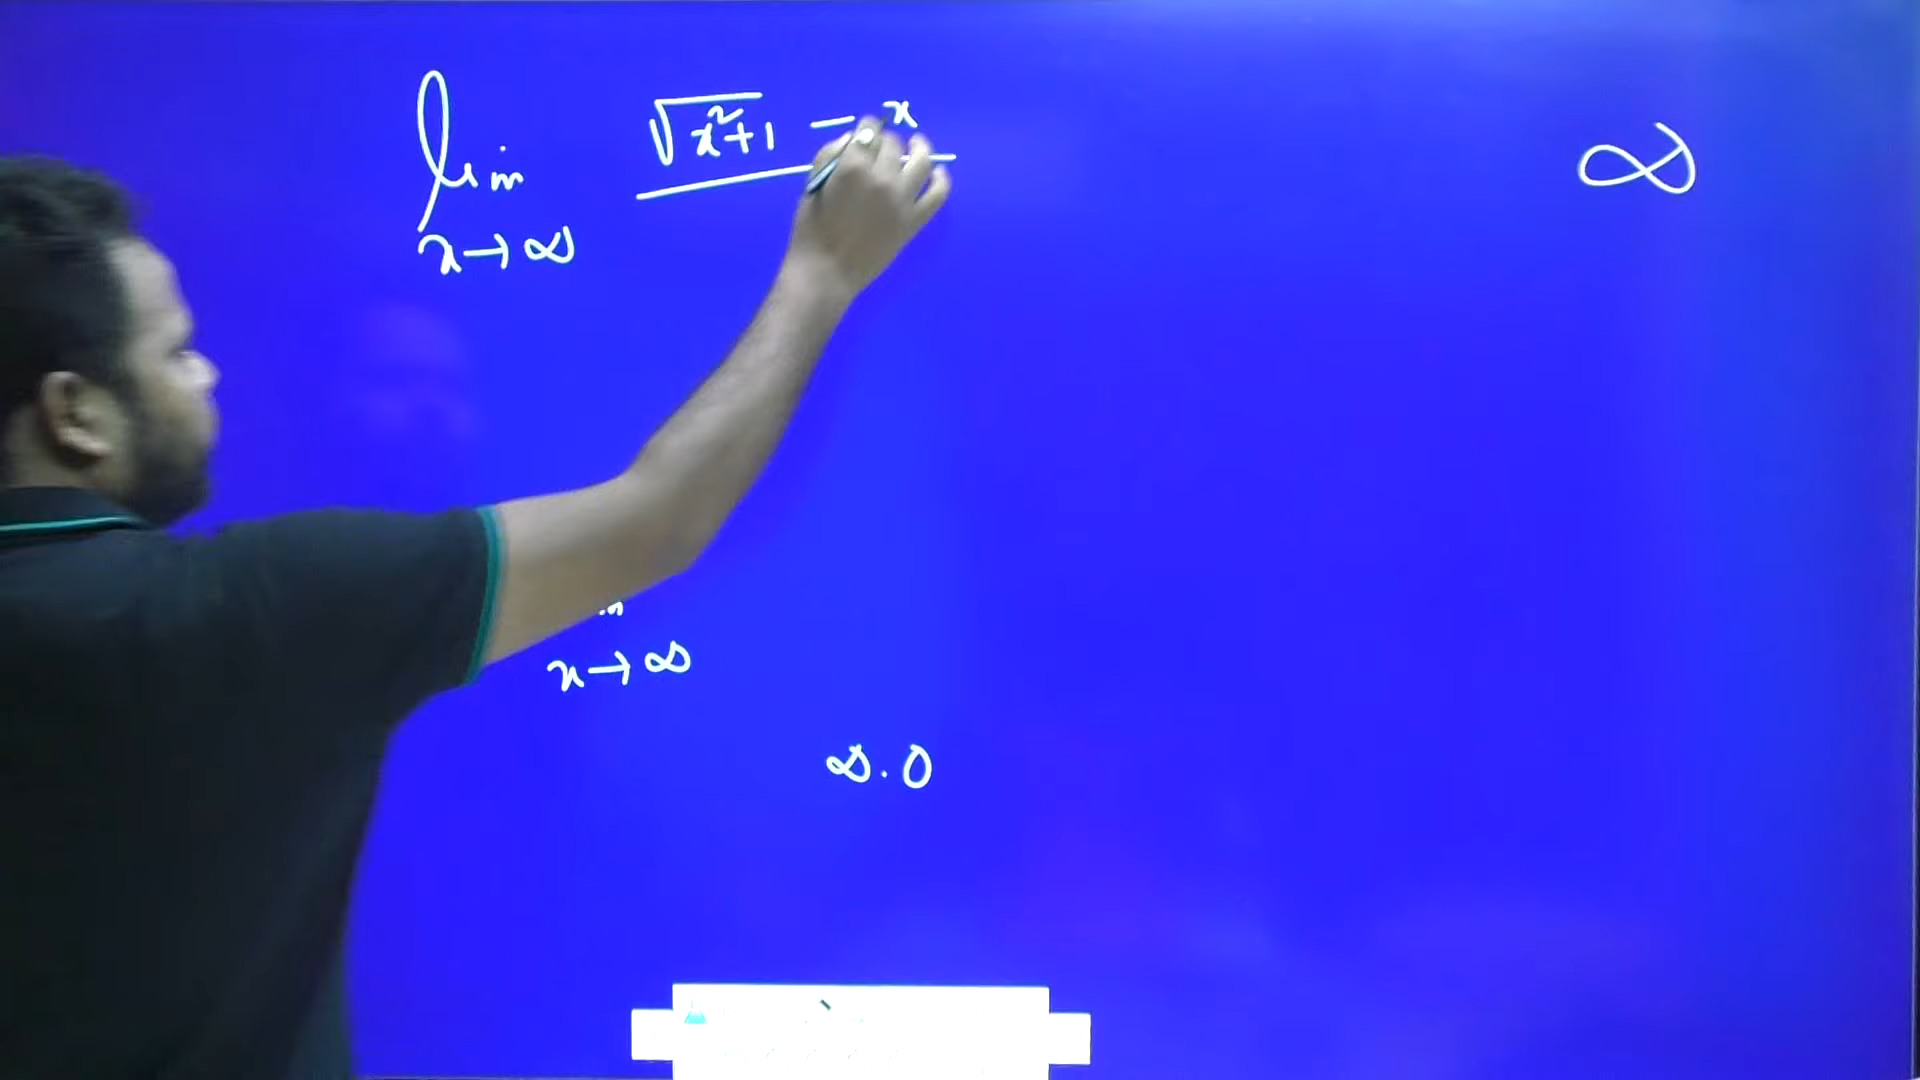 lim √x²+1 - x ∞
x→∞
x→∞
∞.0